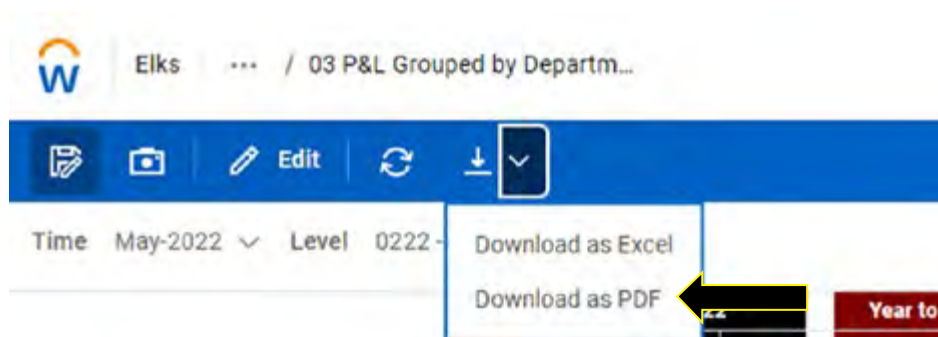 W Elks ... / 03 P&L Grouped by Departm...
Edit
Time May-2022 Level 0222 -
Download as Excel
Download as PDF
22 Year to